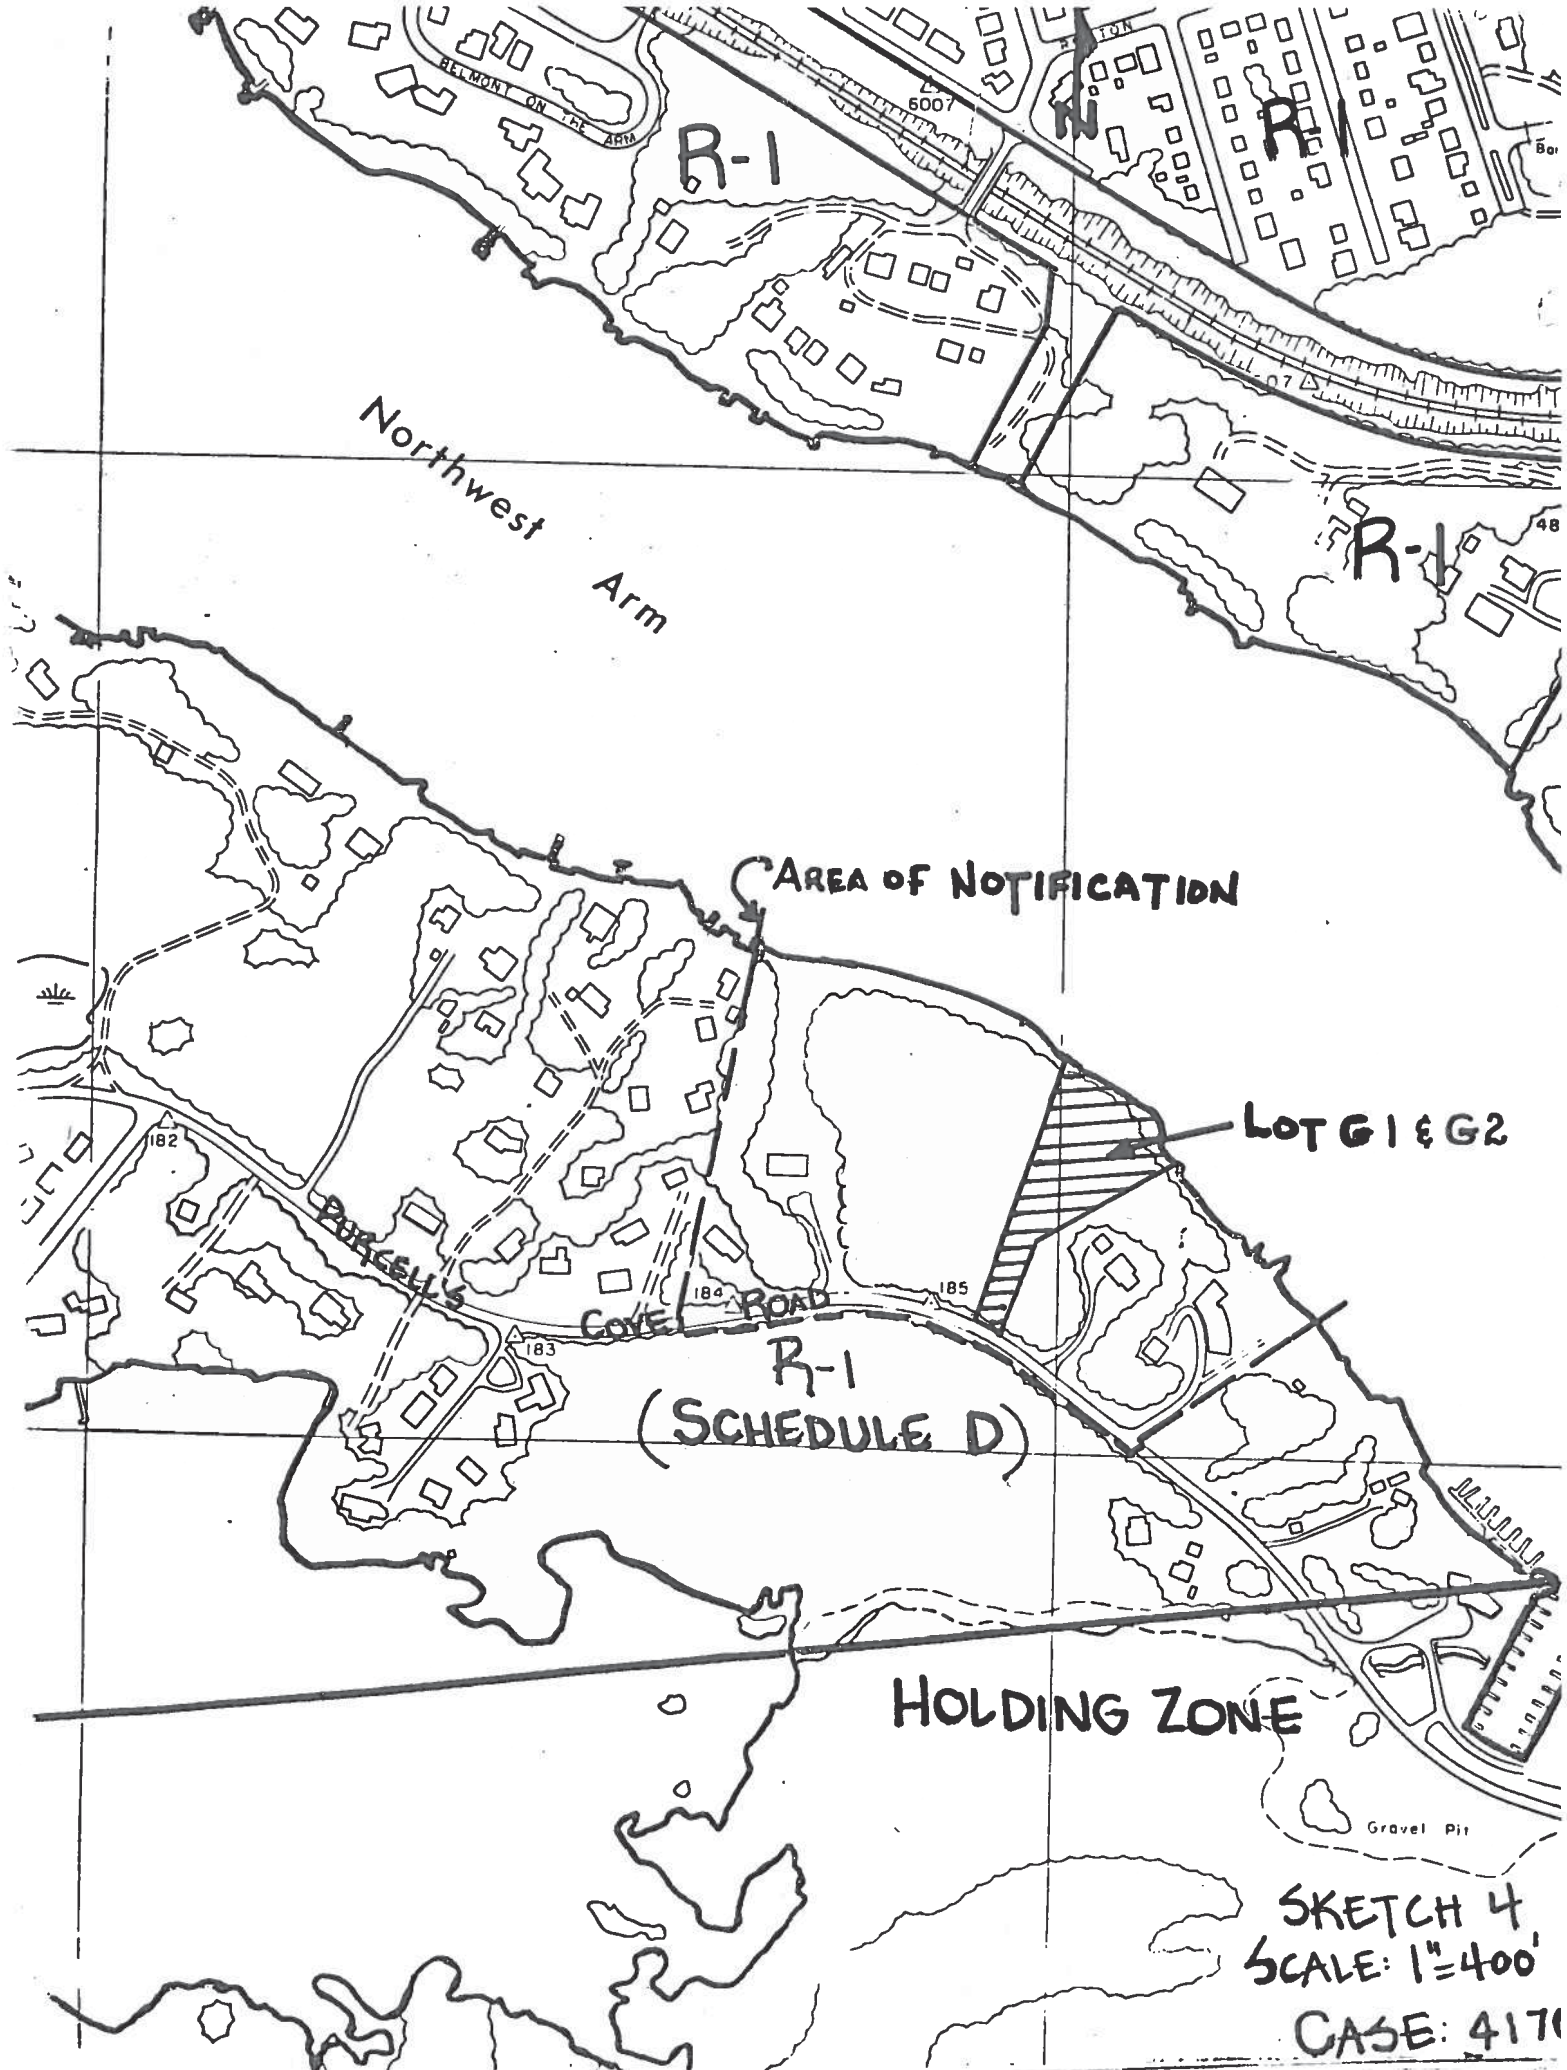 BELMONT ON THE ARM
6007
N
R-1
R-1
Northwest
Arm
R-1
48
AREA OF NOTIFICATION
LOT G1 & G2
182
PURCELL'S
COVE ROAD
184
185
183
R-1
(SCHEDULE D)
HOLDING ZONE
Gravel Pit
SKETCH 4
SCALE: 1"=400'
CASE: 417